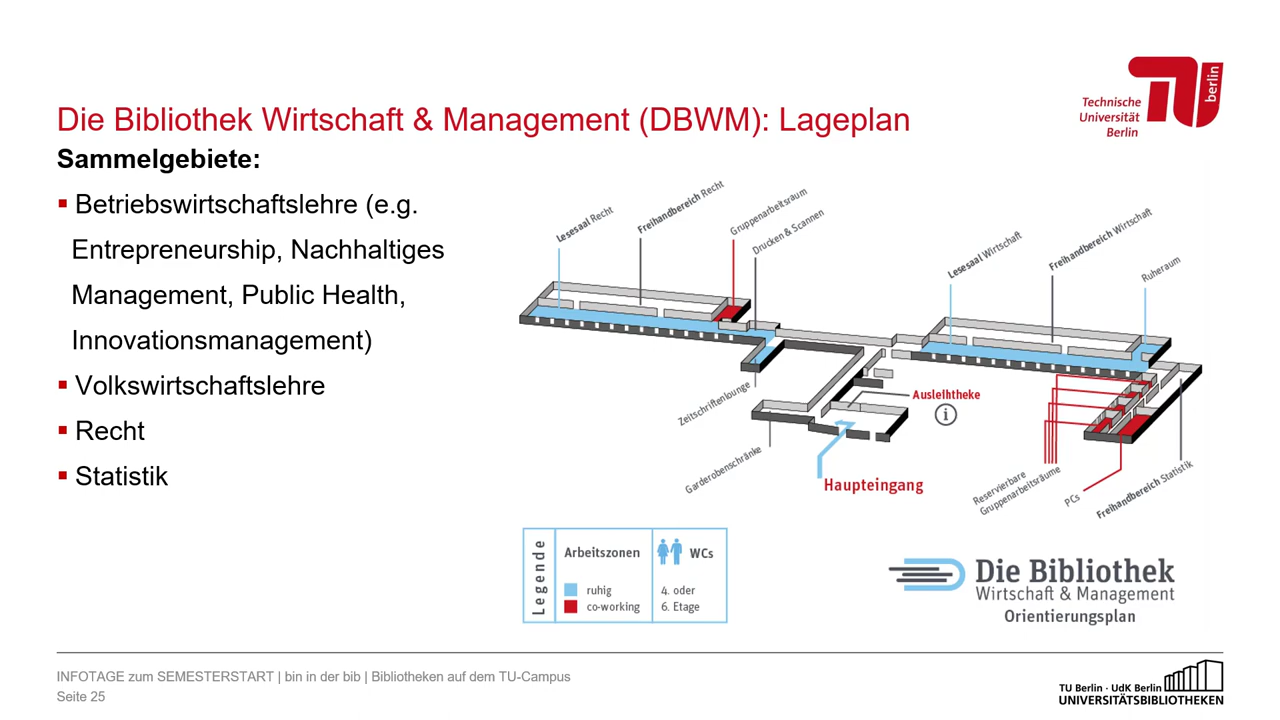 Technische
Universität
Berlin
berlin
Die Bibliothek Wirtschaft & Management (DBWM): Lageplan
Sammelgebiete:
▪ Betriebswirtschaftslehre (e.g.
Entrepreneurship, Nachhaltiges
Management, Public Health,
Innovationsmanagement)
▪ Volkswirtschaftslehre
▪ Recht
▪ Statistik
Lesesaal Recht
Freihandbereich Recht
Gruppenarbeitsraum
Drucken & Scannen
Lesesaal Wirtschaft
Freihandbereich Wirtschaft
Ruheraum
Zeitschriftenlounge
Garderobenschränke
Ausleihtheke
i
Haupteingang
Reservierbare
Gruppenarbeitsräume
PCs
Freihandbereich Statistik
Legende
Arbeitszonen
ruhig
co-working
WCs
4. oder
6. Etage
Die Bibliothek
Wirtschaft & Management
Orientierungsplan
INFOTAGE zum SEMESTERSTART | bin in der bib | Bibliotheken auf dem TU-Campus
Seite 25
TU Berlin · UdK Berlin
UNIVERSITÄTSBIBLIOTHEKEN